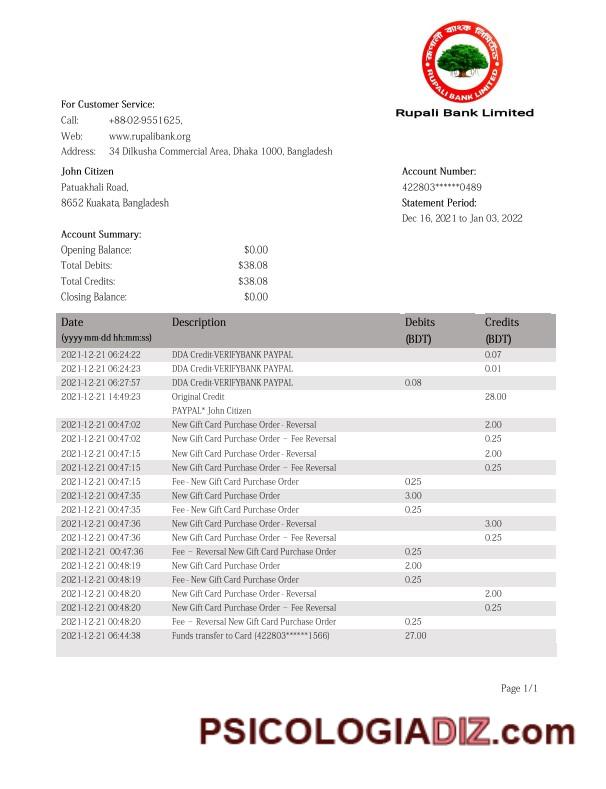 রূপালী ব্যাংক লিমিটেড
RUPALI BANK LIMITED
Rupali Bank Limited
For Customer Service:
Call: +88-02-9551625,
Web: www.rupalibank.org
Address: 34 Dilkusha Commercial Area, Dhaka 1000, Bangladesh
John Citizen
Patuakhali Road,
8652 Kuakata, Bangladesh
Account Number:
422803******0489
Statement Period:
Dec 16, 2021 to Jan 03, 2022
Account Summary:
Opening Balance: $0.00
Total Debits: $38.08
Total Credits: $38.08
Closing Balance: $0.00
Date Description Debits Credits
(yyyy-mm-dd hh:mm:ss) (BDT) (BDT)
2021-12-21 06:24:22 DDA Credit-VERIFYBANK PAYPAL 0.07
2021-12-21 06:24:23 DDA Credit-VERIFYBANK PAYPAL 0.01
2021-12-21 06:27:57 DDA Credit-VERIFYBANK PAYPAL 0.08
2021-12-21 14:49:23 Original Credit 28.00
PAYPAL* John Citizen
2021-12-21 00:47:02 New Gift Card Purchase Order - Reversal 2.00
2021-12-21 00:47:02 New Gift Card Purchase Order – Fee Reversal 0.25
2021-12-21 00:47:15 New Gift Card Purchase Order - Reversal 2.00
2021-12-21 00:47:15 New Gift Card Purchase Order – Fee Reversal 0.25
2021-12-21 00:47:15 Fee - New Gift Card Purchase Order 0.25
2021-12-21 00:47:35 New Gift Card Purchase Order 3.00
2021-12-21 00:47:35 Fee - New Gift Card Purchase Order 0.25
2021-12-21 00:47:36 New Gift Card Purchase Order - Reversal 3.00
2021-12-21 00:47:36 New Gift Card Purchase Order – Fee Reversal 0.25
2021-12-21 00:47:36 Fee – Reversal New Gift Card Purchase Order 0.25
2021-12-21 00:48:19 New Gift Card Purchase Order 2.00
2021-12-21 00:48:19 Fee - New Gift Card Purchase Order 0.25
2021-12-21 00:48:20 New Gift Card Purchase Order - Reversal 2.00
2021-12-21 00:48:20 New Gift Card Purchase Order – Fee Reversal 0.25
2021-12-21 00:48:20 Fee – Reversal New Gift Card Purchase Order 0.25
2021-12-21 06:44:38 Funds transfer to Card (422803******1566) 27.00
Page 1/1
PSICOLOGIADIZ.com